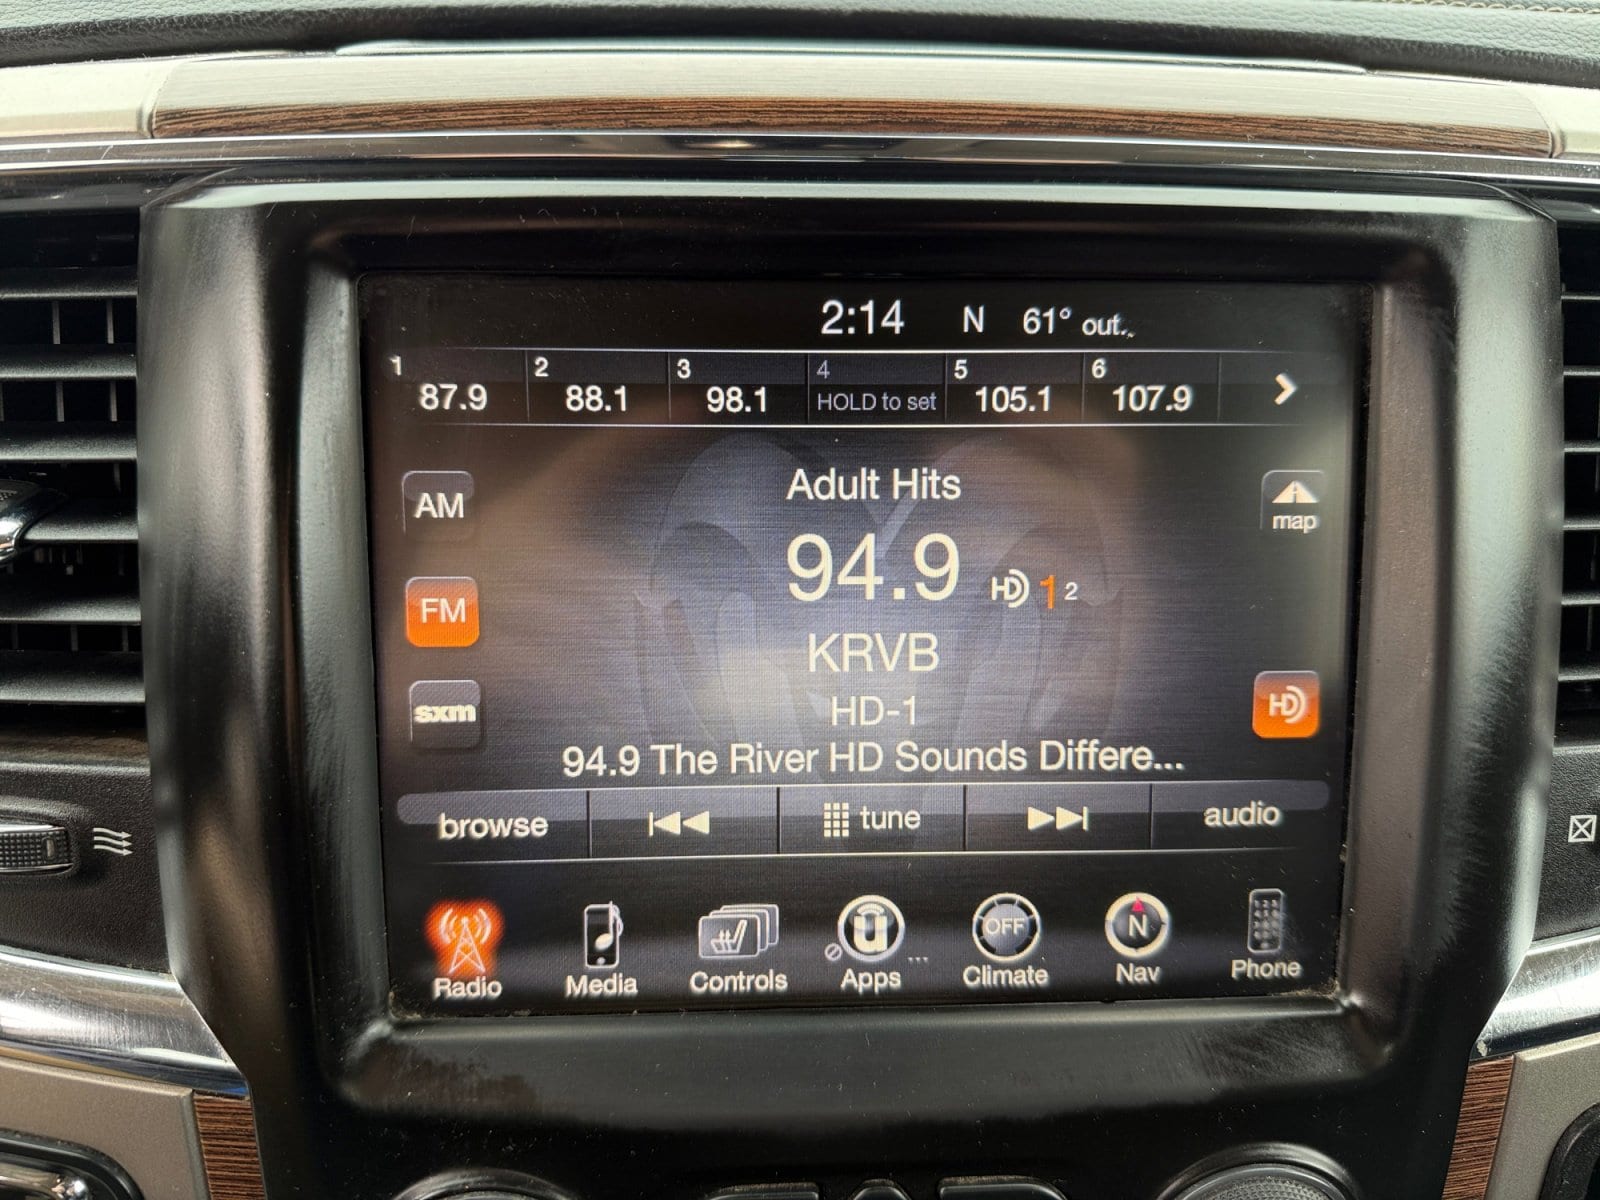 2:14 N 61° out..
1 2 3 4 5 6
87.9 88.1 98.1 HOLD to set 105.1 107.9
AM
Adult Hits
map
94.9 HD 1 2
FM
KRVB
HD-1
HD
sxm
94.9 The River HD Sounds Differe...
browse tune audio
OFF N
Radio Media Controls Apps ... Climate Nav Phone